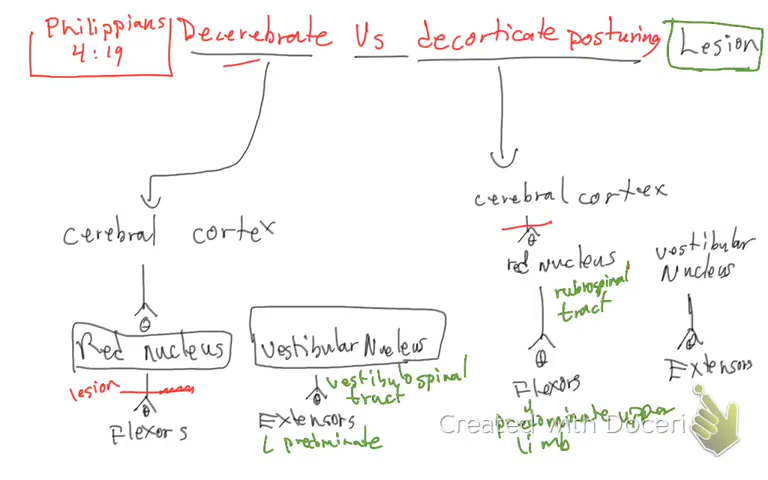 Philippians
4:19
Decerebrate Vs decorticate posturing
Lesion
cerebral cortex
Red nucleus
lesion
Flexors
Vestibular Nucleus
vestibulospinal
tract
Extensors
predominate
cerebral cortex
red nucleus
rubrospinal
tract
Flexors
predominate upper
limb
vestibular
Nucleus
Extensors
Created with Doceri